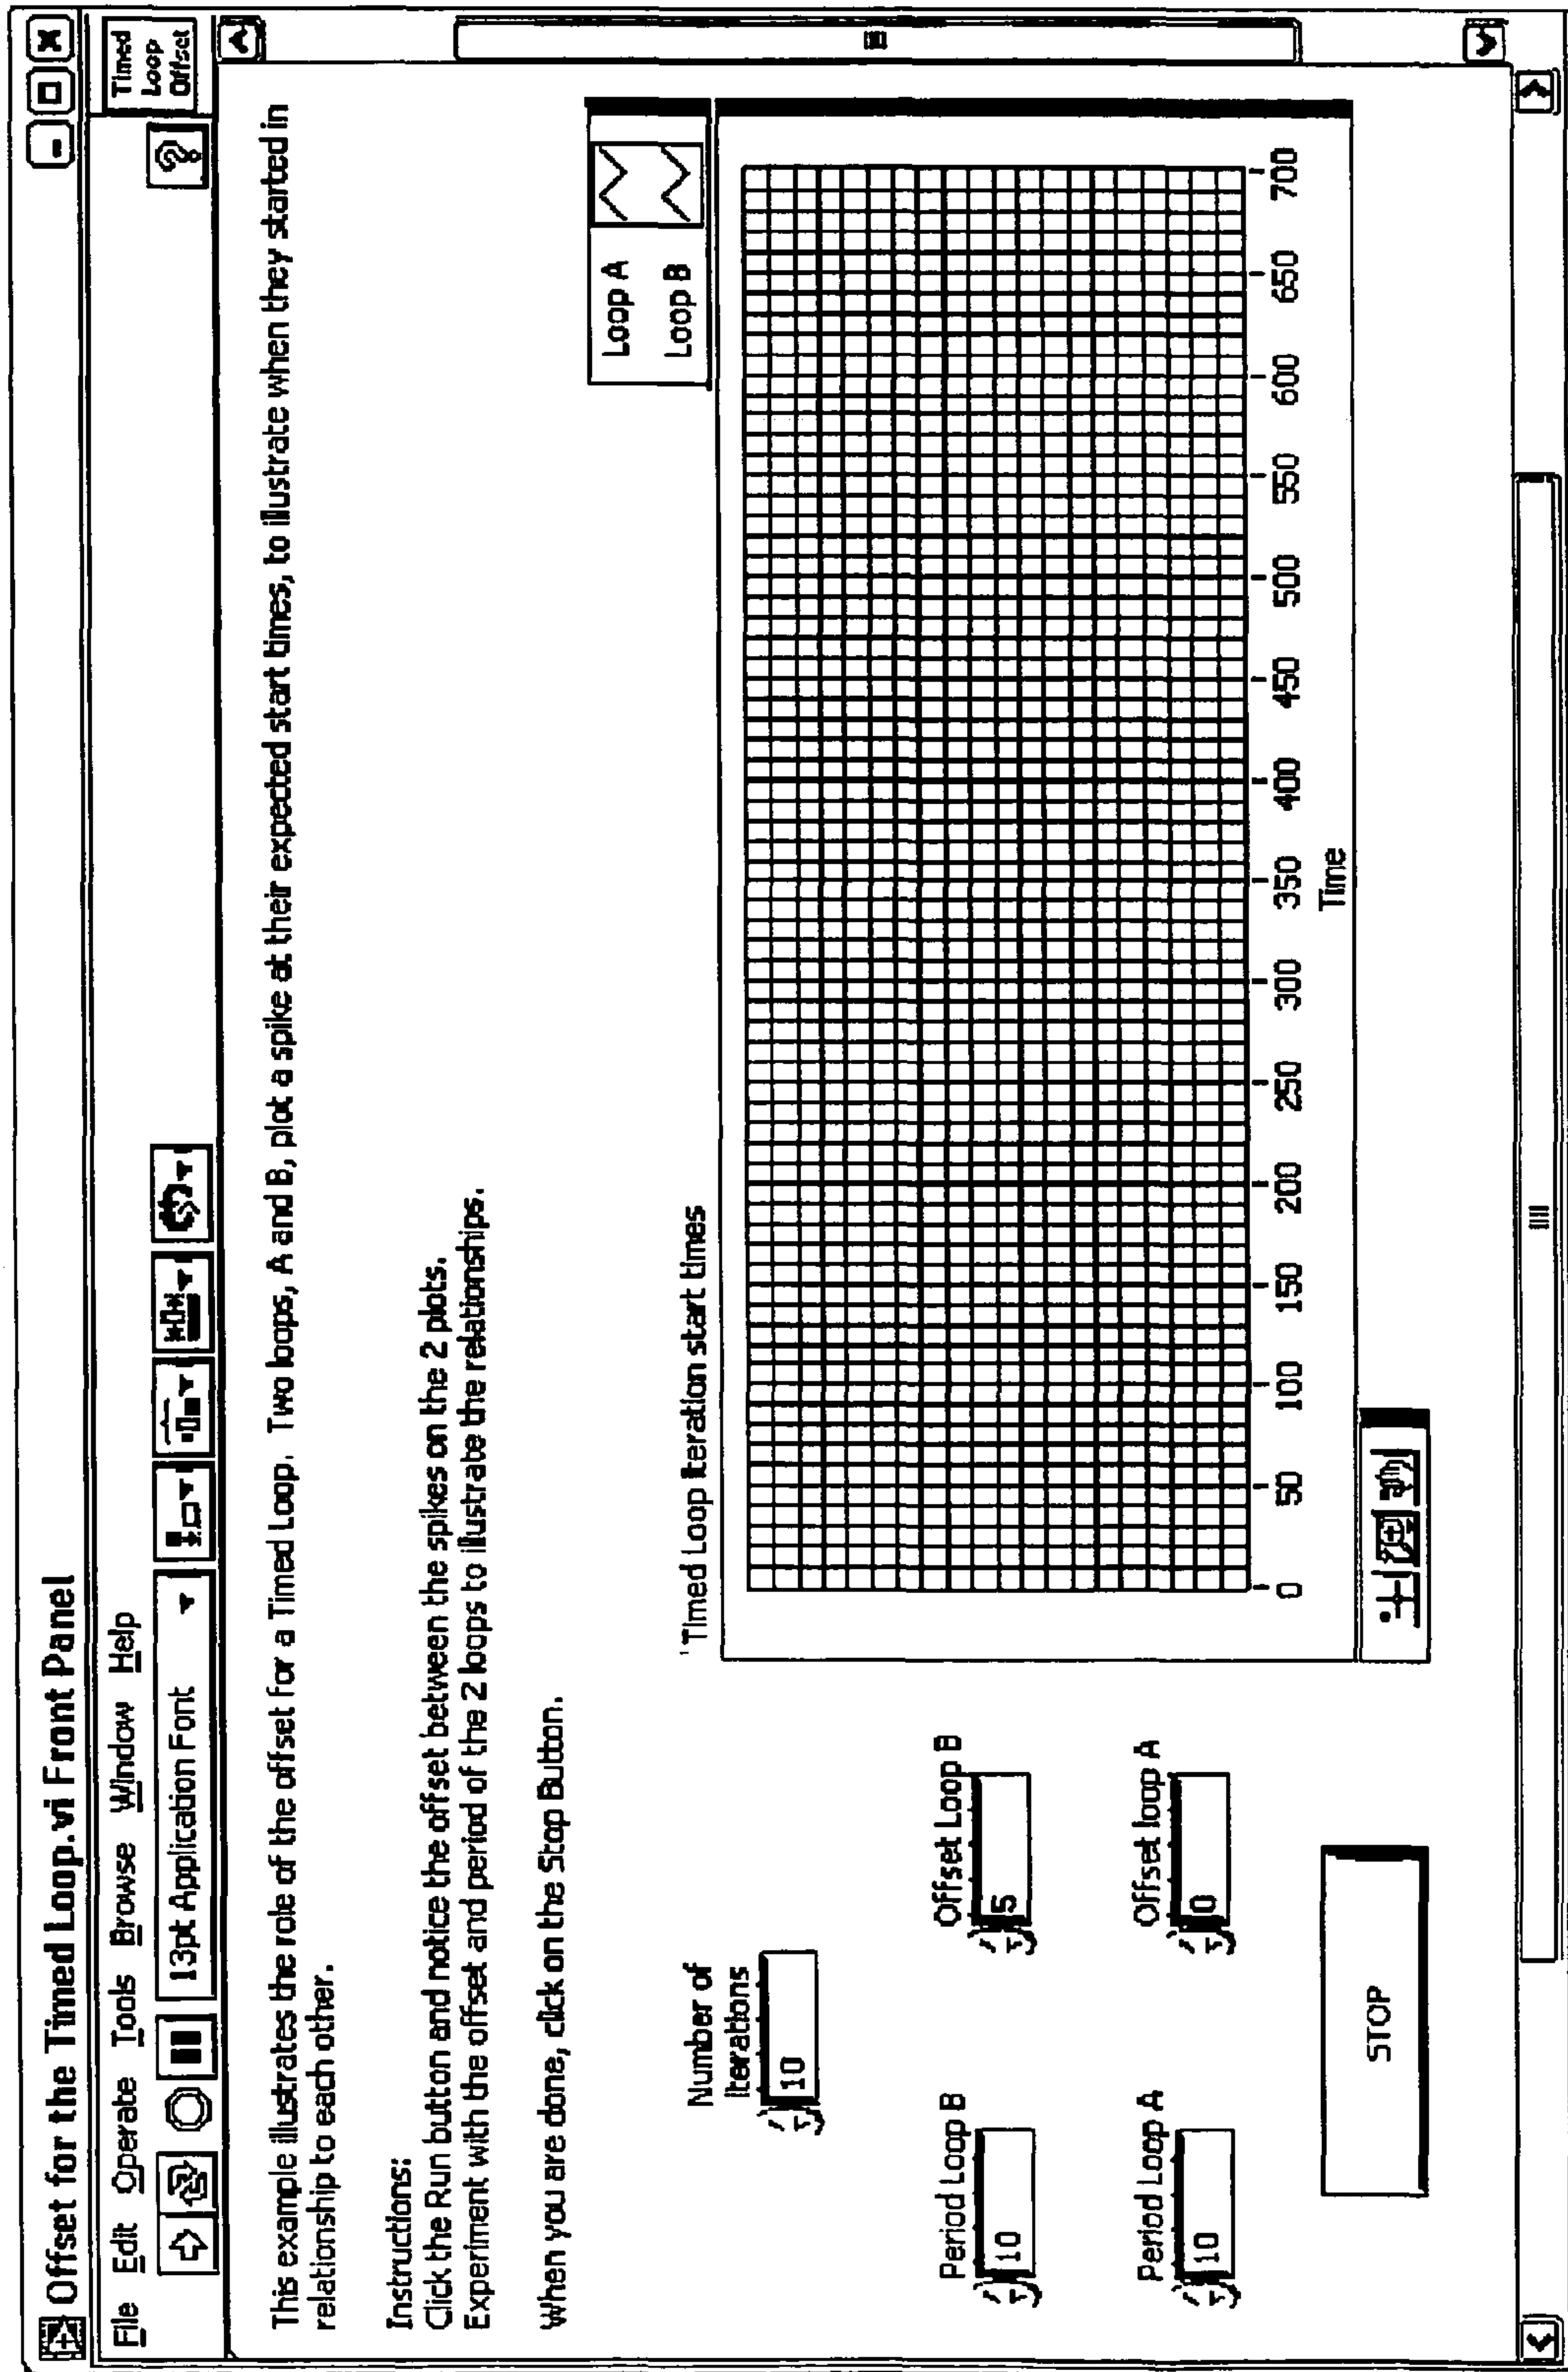 Offset for the Timed Loop.vi Front Panel
File Edit Operate Tools Browse Window Help
13pt Application Font
?
Timed
Loop
Offset
This example illustrates the role of the offset for a Timed Loop. Two loops, A and B, plot a spike at their expected start times, to illustrate when they started in
relationship to each other.
Instructions:
Click the Run button and notice the offset between the spikes on the 2 plots.
Experiment with the offset and period of the 2 loops to illustrate the relationships.
When you are done, click on the Stop Button.
Number of
Iterations
10
Period Loop B
10
Offset Loop B
5
Period Loop A
10
Offset loop A
0
STOP
Timed Loop Iteration start times
Loop A
Loop B
0 50 100 150 200 250 300 350 400 450 500 550 600 650 700
Time